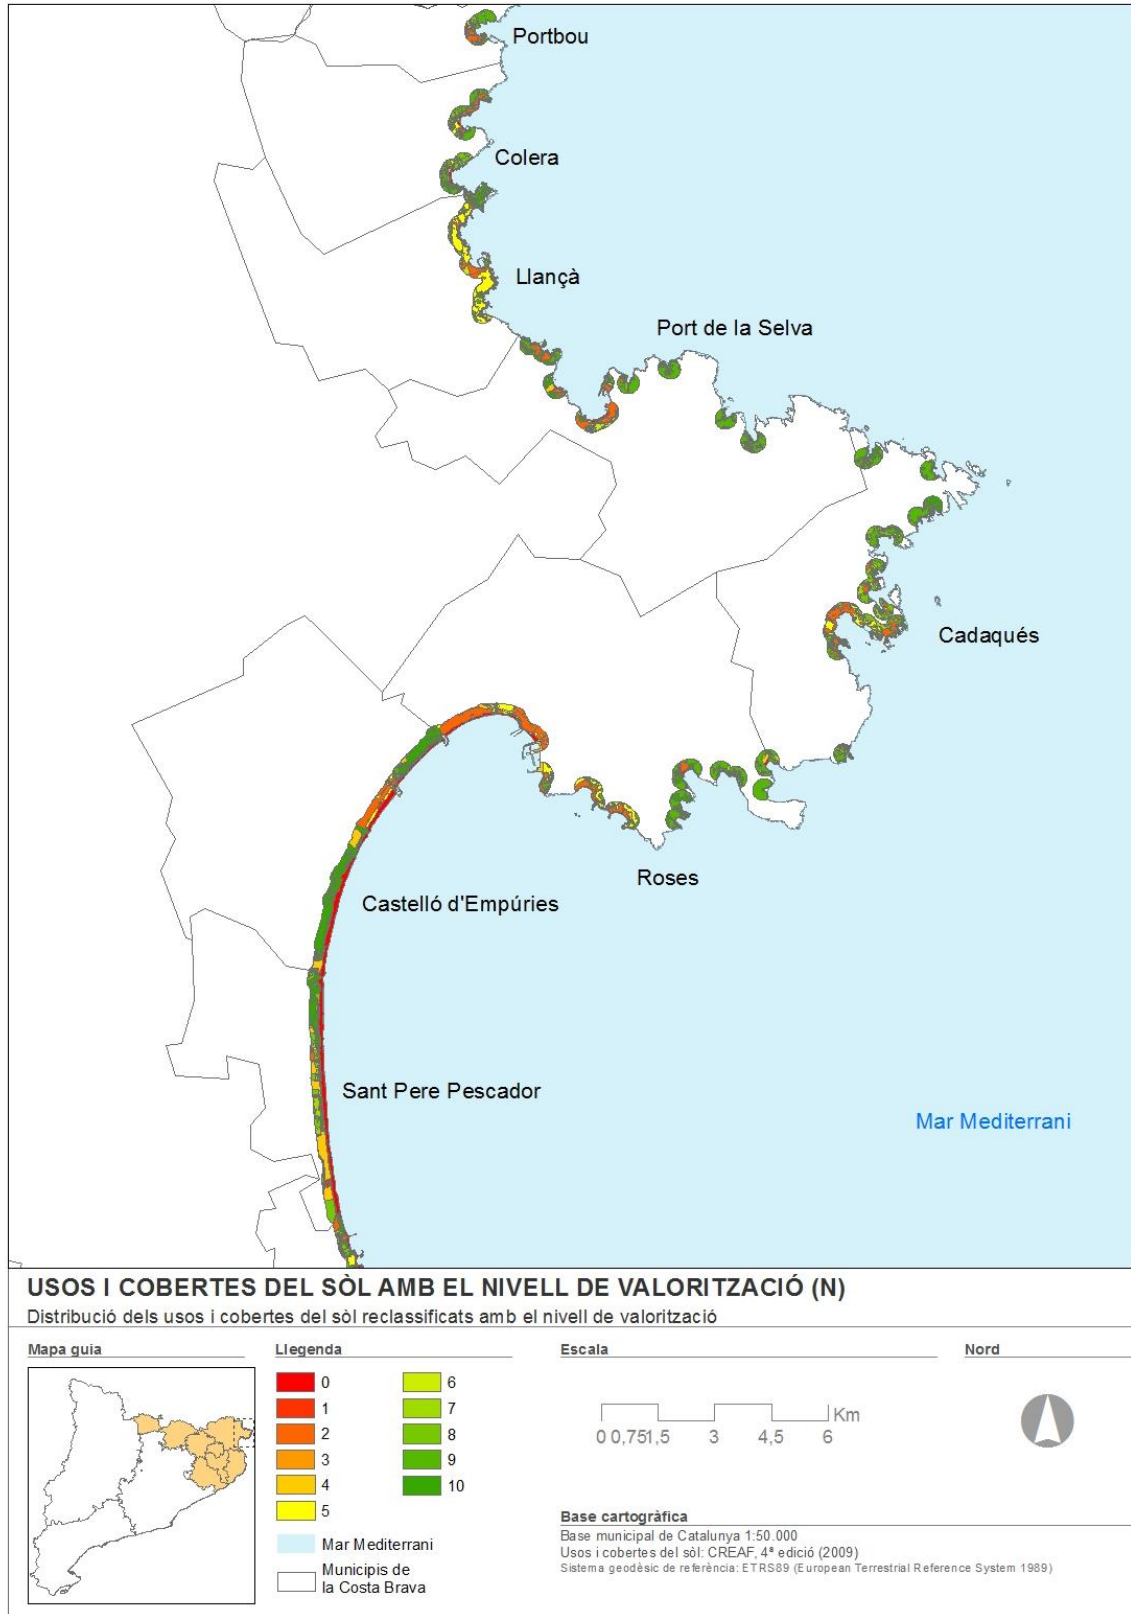 Portbou
Colera
Llançà
Port de la Selva
Cadaqués
Roses
Castelló d'Empúries
Sant Pere Pescador
Mar Mediterrani
USOS I COBERTES DEL SÒL AMB EL NIVELL DE VALORITZACIÓ (N)
Distribució dels usos i cobertes del sòl reclassificats amb el nivell de valorització
Mapa guia
Llegenda
0
1
2
3
4
5
6
7
8
9
10
Mar Mediterrani
Municipis de
la Costa Brava
Escala
Km
0 0,75 1,5 3 4,5 6
Nord
Base cartogràfica
Base municipal de Catalunya 1:50.000
Usos i cobertes del sòl: CREAF, 4ª edició (2009)
Sistema geodèsic de referència: ETRS89 (European Terrestrial Reference System 1989)